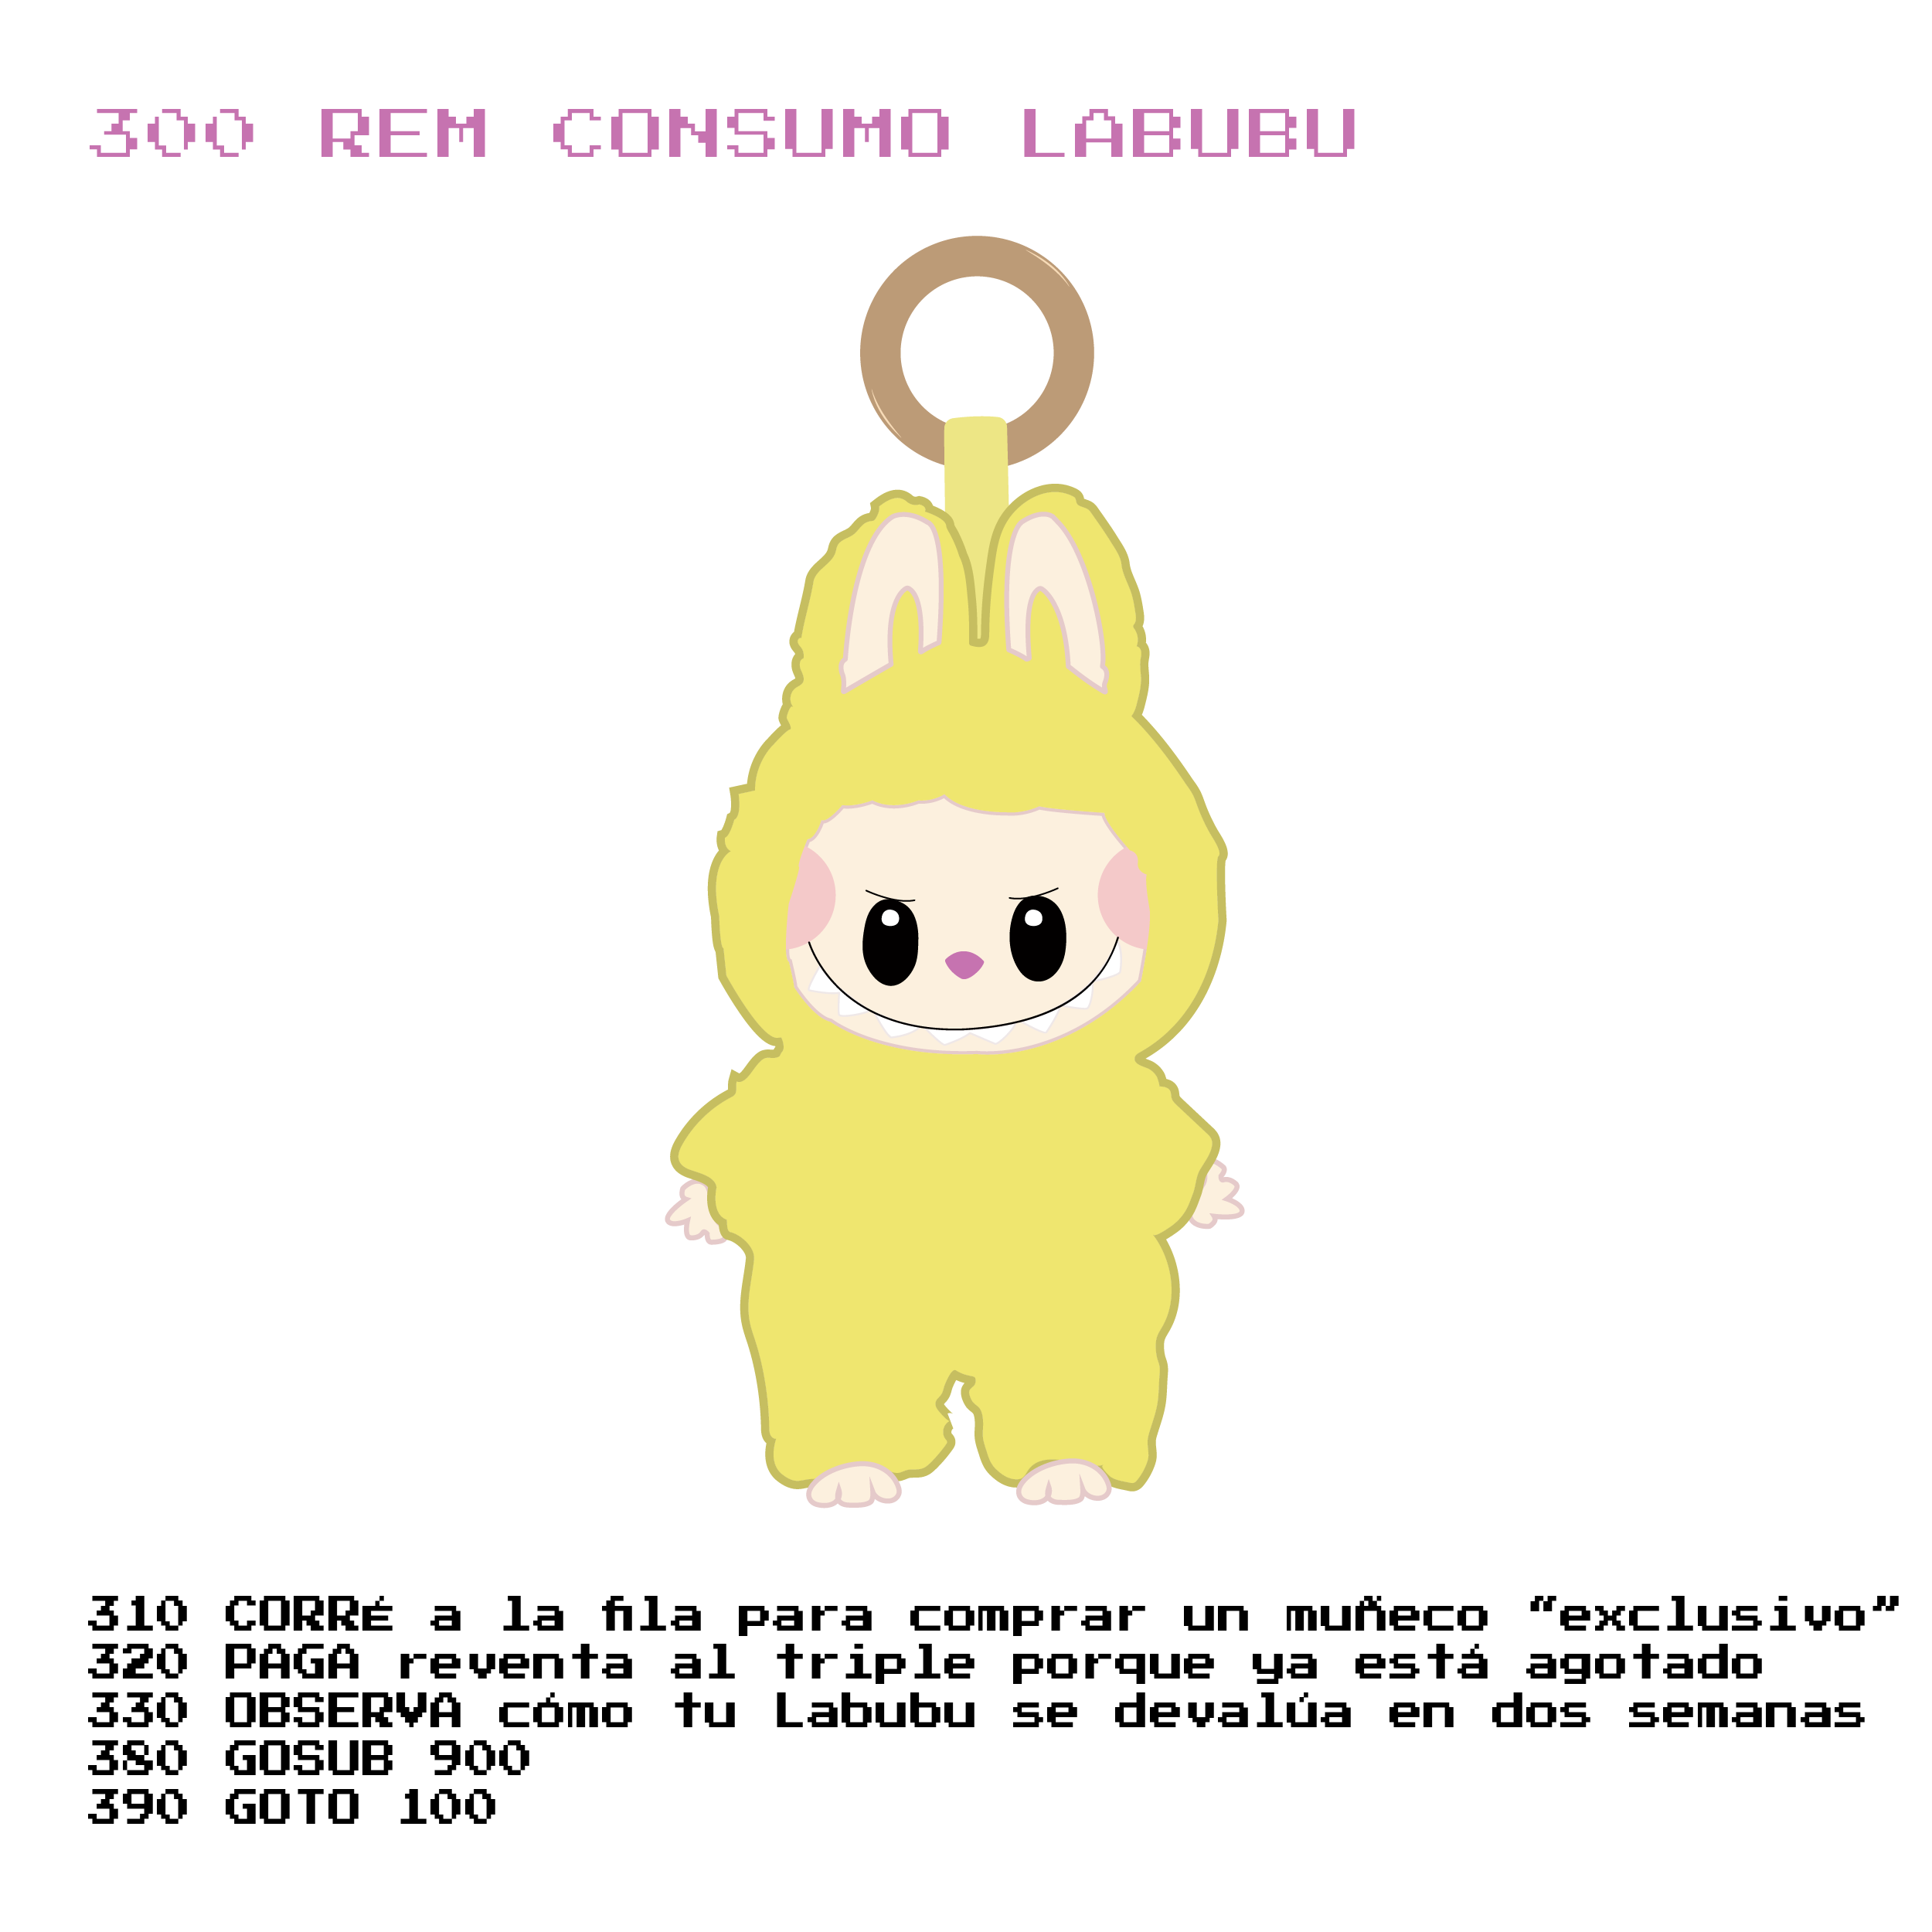 300 REM CONSUMO LABUBU
310 CORRÉ a la fila para comprar un muñeco “exclusivo”
320 PAGA reventa al triple porque ya está agotado
330 OBSERVA cómo tu Labubu se devalúa en dos semanas
350 GOSUB 900
390 GOTO 100